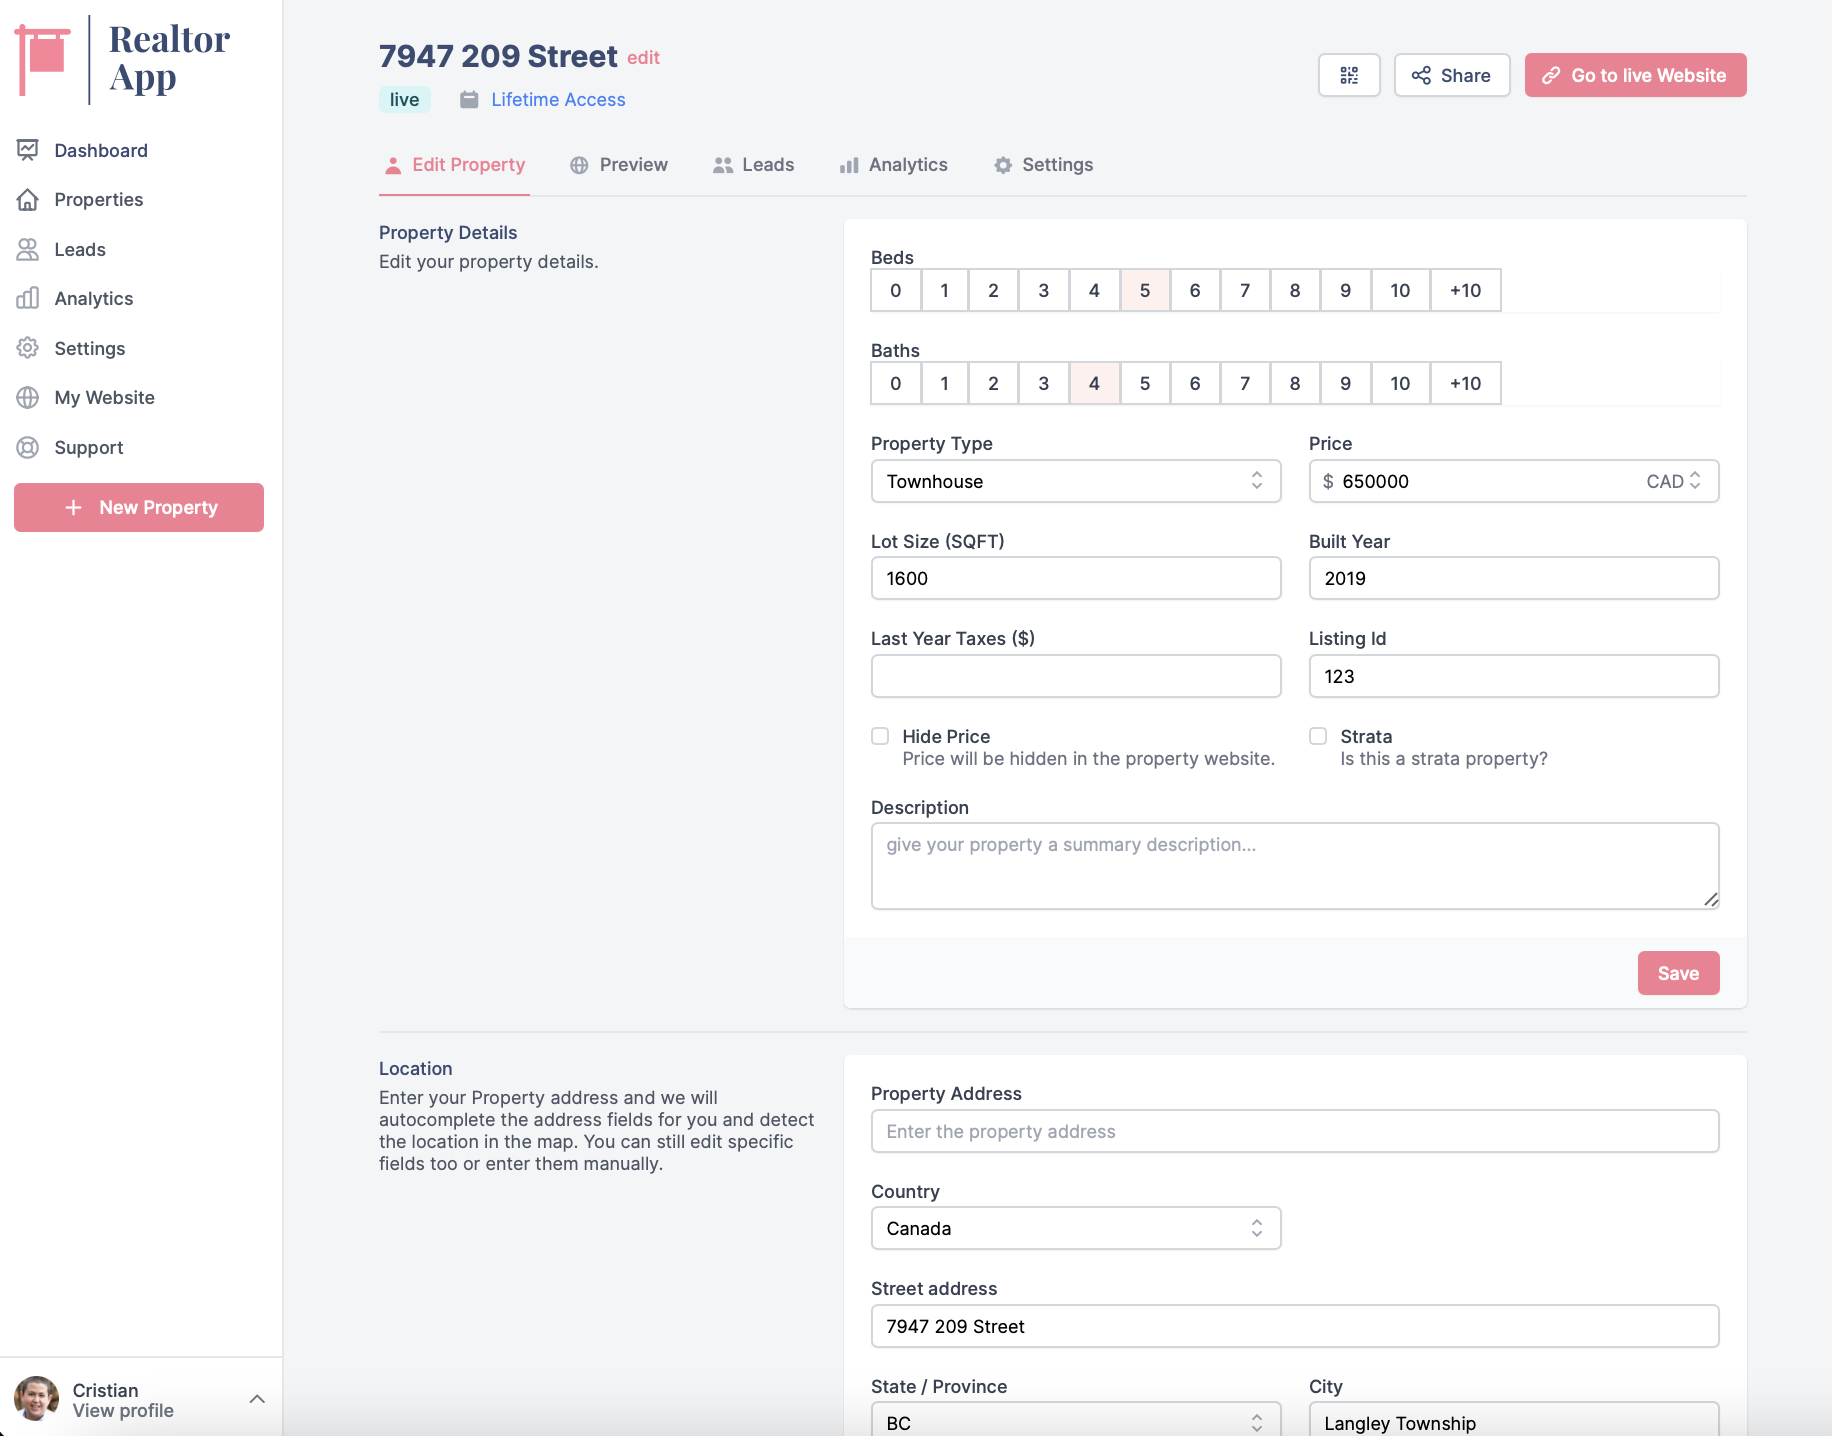 Realtor
App
Dashboard
Properties
Leads
Analytics
Settings
My Website
Support
+ New Property
Cristian
View profile
7947 209 Street edit
live Lifetime Access
Share
Go to live Website
Edit Property Preview Leads Analytics Settings
Property Details
Edit your property details.
Beds
0 1 2 3 4 5 6 7 8 9 10 +10
Baths
0 1 2 3 4 5 6 7 8 9 10 +10
Property Type
Townhouse
Price
$ 650000 CAD
Lot Size (SQFT)
1600
Built Year
2019
Last Year Taxes ($)
Listing Id
123
Hide Price
Price will be hidden in the property website.
Strata
Is this a strata property?
Description
give your property a summary description...
Save
Location
Enter your Property address and we will
autocomplete the address fields for you and detect
the location in the map. You can still edit specific
fields too or enter them manually.
Property Address
Enter the property address
Country
Canada
Street address
7947 209 Street
State / Province
BC
City
Langley Township